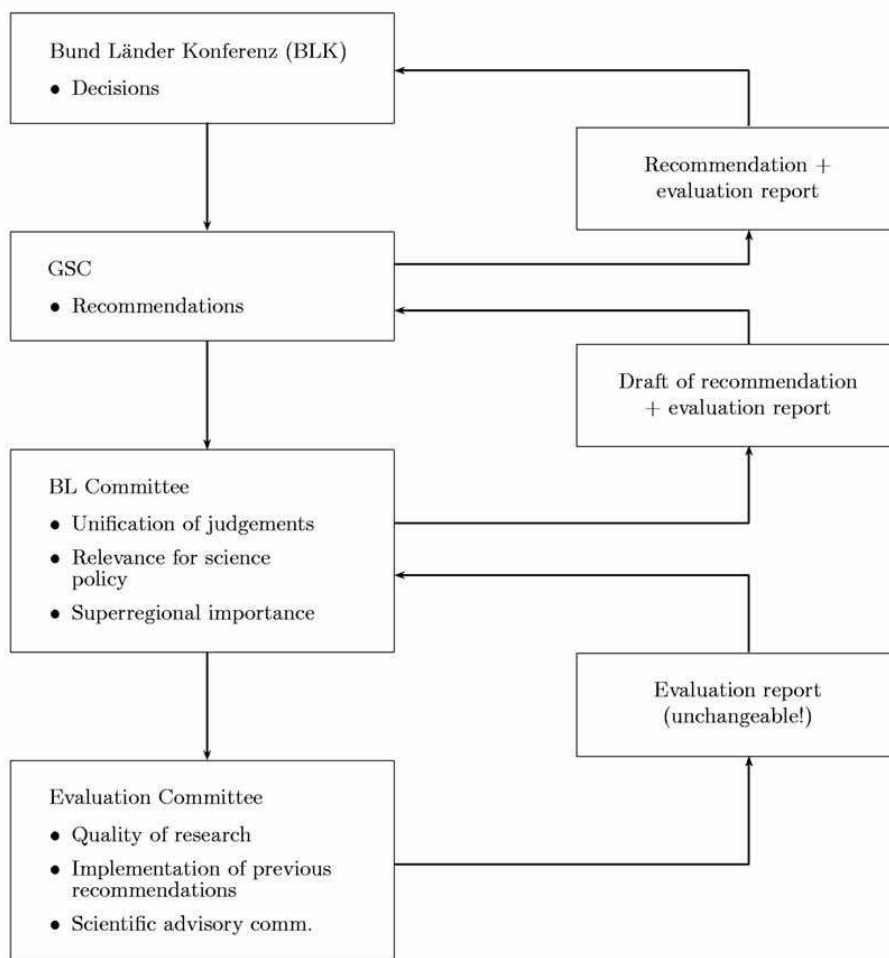 Bund Länder Konferenz (BLK)
• Decisions
Recommendation +
evaluation report
GSC
• Recommendations
Draft of recommendation
+ evaluation report
BL Committee
• Unification of judgements
• Relevance for science
policy
• Superregional importance
Evaluation report
(unchangeable!)
Evaluation Committee
• Quality of research
• Implementation of previous
recommendations
• Scientific advisory comm.